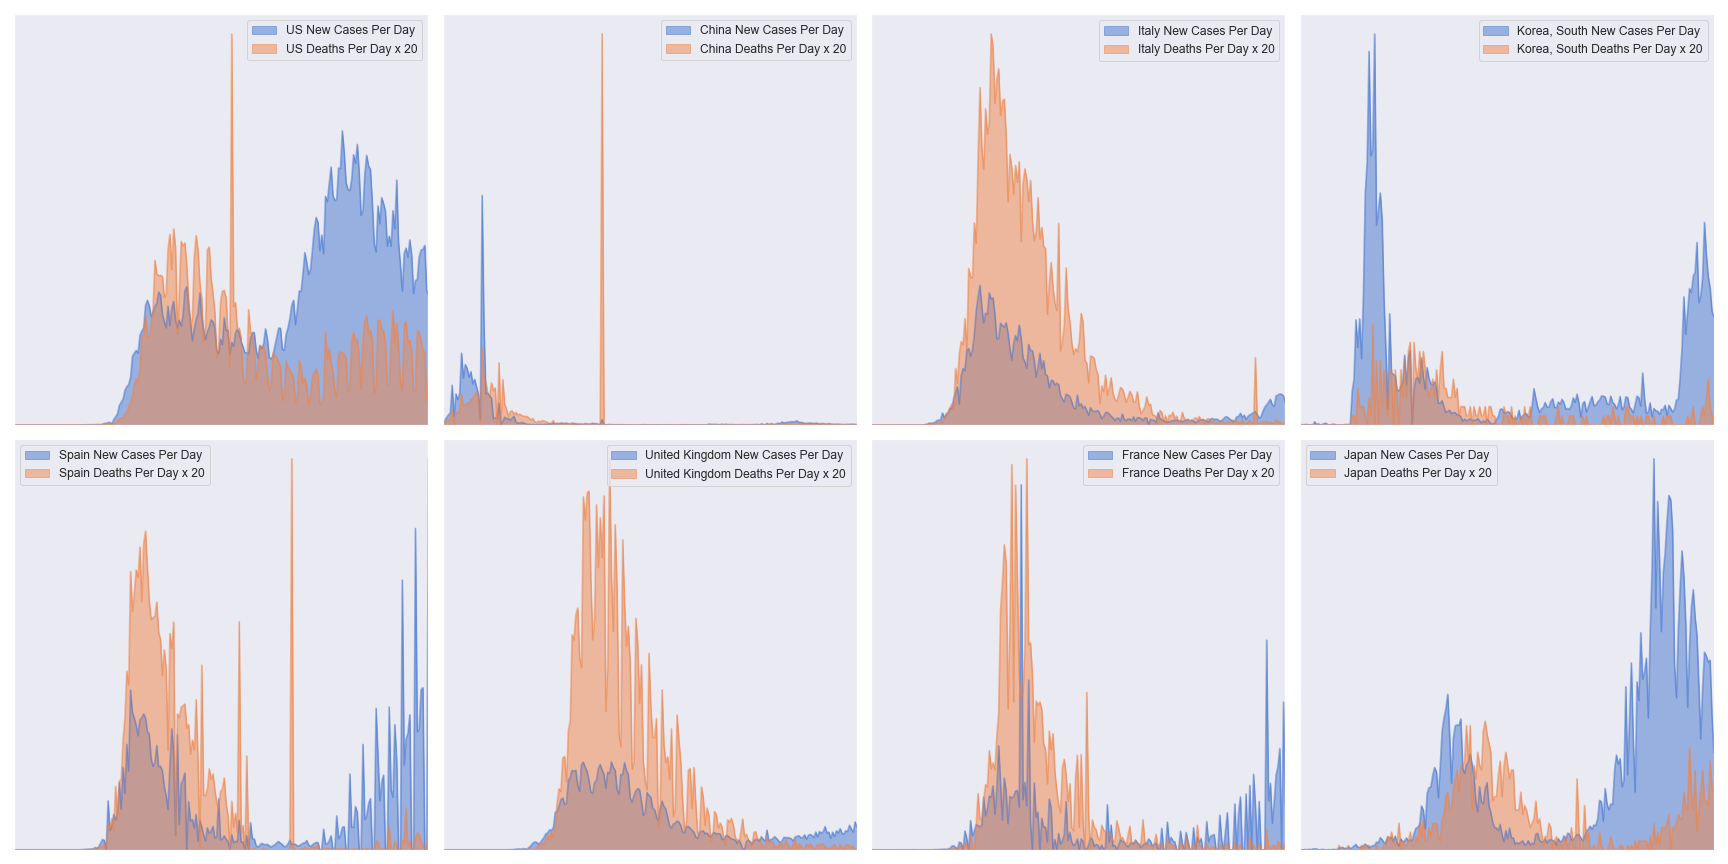 US New Cases Per Day
US Deaths Per Day x 20
China New Cases Per Day
China Deaths Per Day x 20
Italy New Cases Per Day
Italy Deaths Per Day x 20
Korea, South New Cases Per Day
Korea, South Deaths Per Day x 20
Spain New Cases Per Day
Spain Deaths Per Day x 20
United Kingdom New Cases Per Day
United Kingdom Deaths Per Day x 20
France New Cases Per Day
France Deaths Per Day x 20
Japan New Cases Per Day
Japan Deaths Per Day x 20